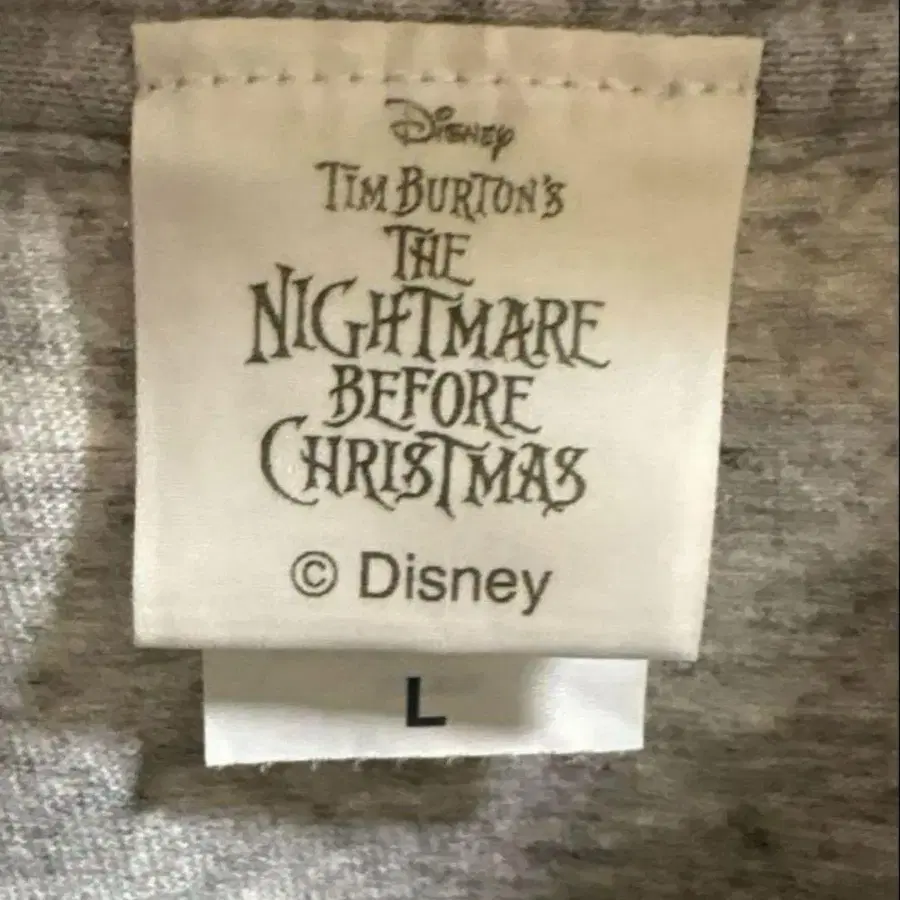 Disney
TIM BURTON'S
THE
NIGHTMARE
BEFORE
CHRISTMAS
© Disney
L